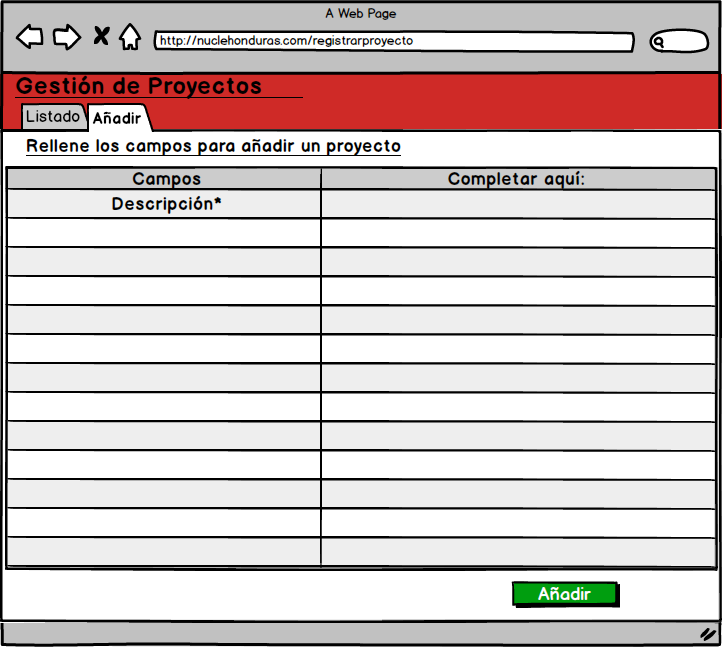 A Web Page
http://nuclehonduras.com/registrarproyecto
Gestión de Proyectos
Listado
Añadir
Rellene los campos para añadir un proyecto
Campos
Completar aquí:
Descripción*
Añadir